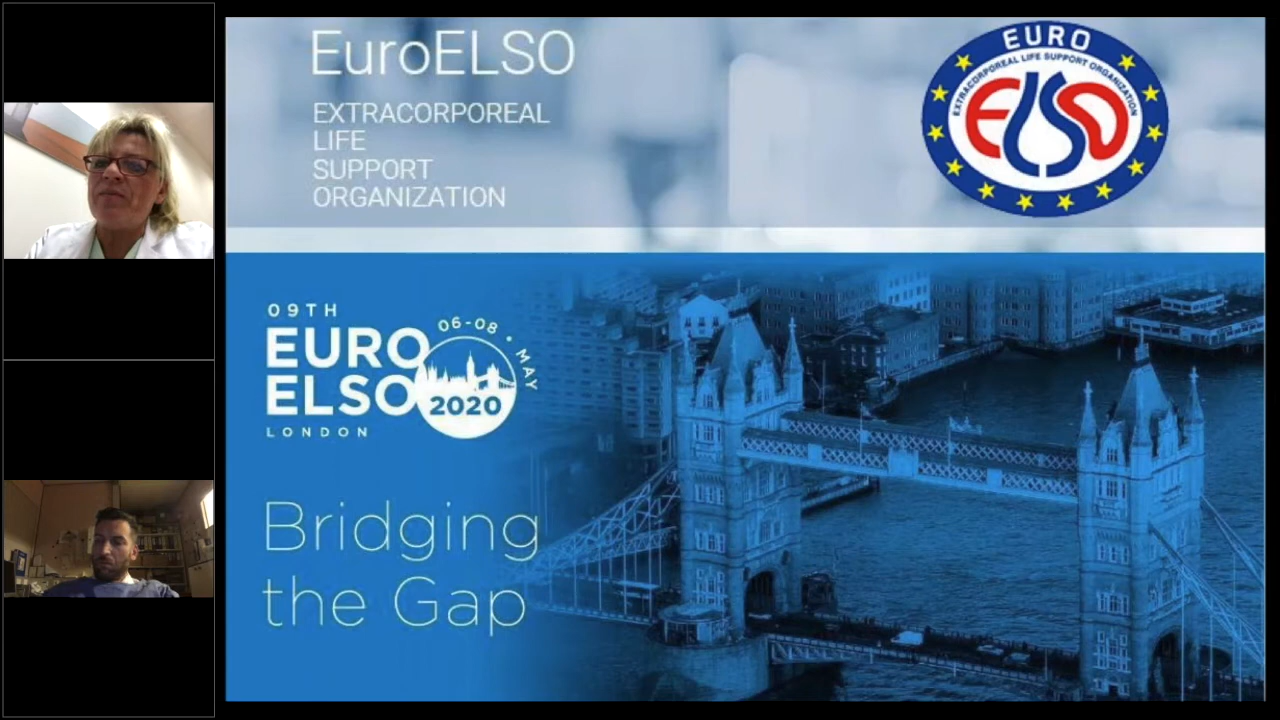 EuroELSO
EXTRACORPOREAL
LIFE
SUPPORT
ORGANIZATION
EURO
EXTRACORPOREAL LIFE SUPPORT ORGANIZATION
ELSO
09TH
EURO
ELSO
06-08 • MAY
2020
LONDON
Bridging
the Gap